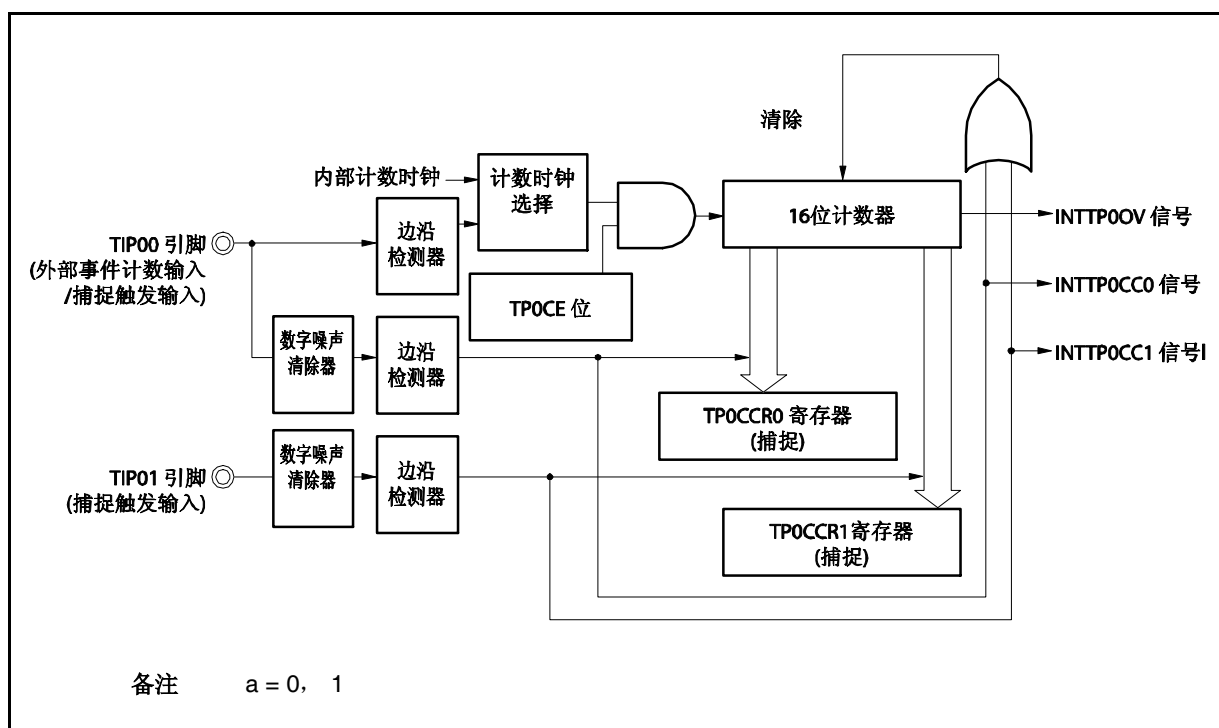 清除
内部计数时钟
计数时钟
选择
16位计数器
INTTP0OV 信号
TIP00 引脚
(外部事件计数输入
/捕捉触发输入)
边沿
检测器
TP0CE 位
INTTP0CC0 信号
数字噪声
清除器
边沿
检测器
INTTP0CC1 信号I
TP0CCR0 寄存器
(捕捉)
TIP01 引脚
(捕捉触发输入)
数字噪声
清除器
边沿
检测器
TP0CCR1寄存器
(捕捉)
备注 a = 0， 1